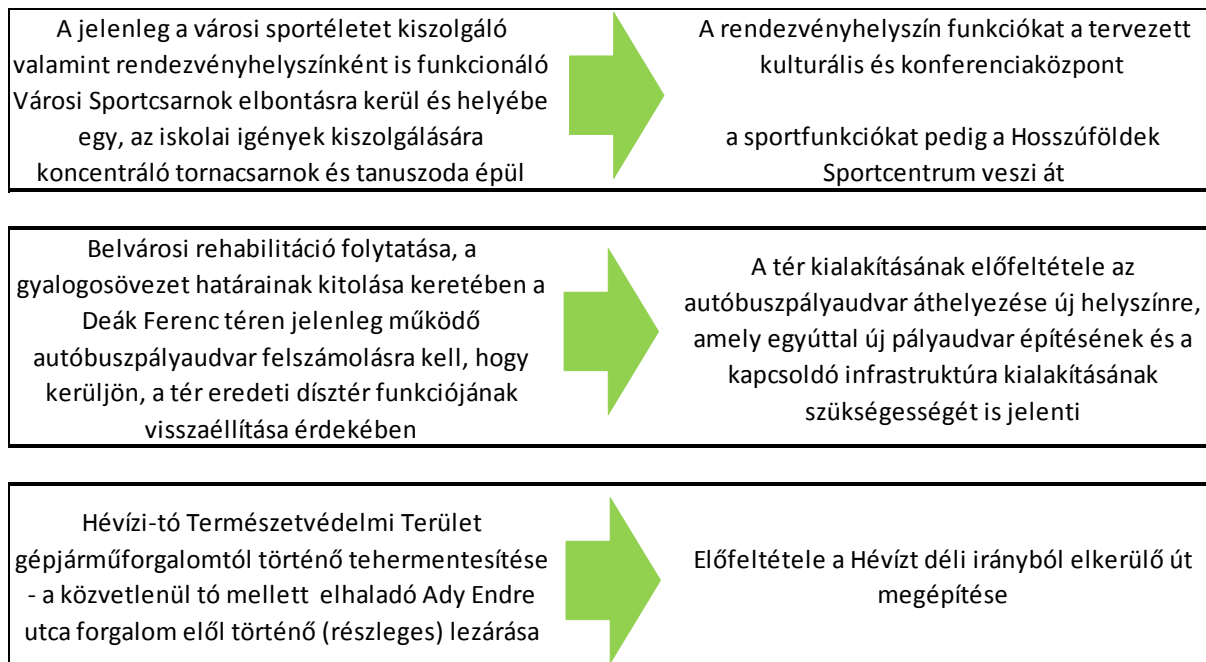 A jelenleg a városi sportéletet kiszolgáló
valamint rendezvényhelyszínként is funkcionáló
Városi Sportcsarnok elbontásra kerül és helyébe
egy, az iskolai igények kiszolgálására
koncentráló tornacsarnok és tanuszoda épül
A rendezvényhelyszín funkciókat a tervezett
kulturális és konferenciaközpont
a sportfunkciókat pedig a Hosszúföldek
Sportcentrum veszi át
Belvárosi rehabilitáció folytatása, a
gyalogosövezet határainak kitolása keretében a
Deák Ferenc téren jelenleg működő
autóbuszpályaudvar felszámolásra kell, hogy
kerüljön, a tér eredeti dísztér funkciójának
visszaéllítása érdekében
A tér kialakításának előfeltétele az
autóbuszpályaudvar áthelyezése új helyszínre,
amely egyúttal új pályaudvar építésének és a
kapcsoldó infrastruktúra kialakításának
szükségességét is jelenti
Hévízi-tó Természetvédelmi Terület
gépjárműforgalomtól történő tehermentesítése
- a közvetlenül tó mellett elhaladó Ady Endre
utca forgalom elől történő (részleges) lezárása
Előfeltétele a Hévízt déli irányból elkerülő út
megépítése